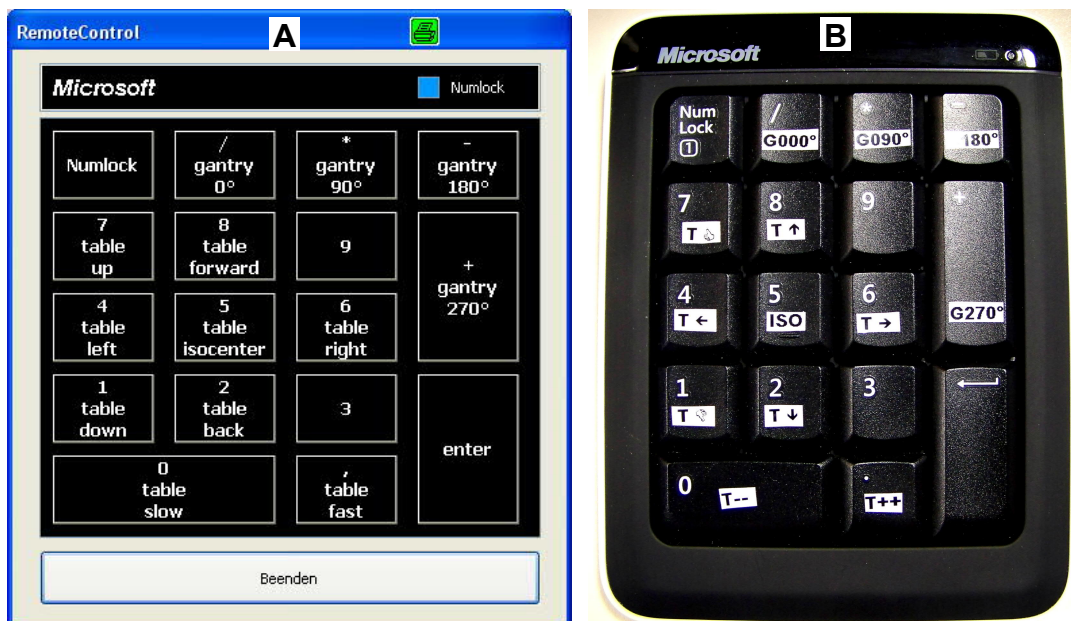 RemoteControl
A
Microsoft
Numlock
Numlock
/
gantry
0°
*
gantry
90°
-
gantry
180°
7
table
up
8
table
forward
9
+
gantry
270°
4
table
left
5
table
isocenter
6
table
right
1
table
down
2
table
back
3
enter
0
table
slow
,
table
fast
Beenden
B
Microsoft
Num
Lock
1
/
G000°
*
G090°
-
180°
7
T
8
T ↑
9
+
G270°
4
T ←
5
ISO
6
T →
1
T
2
T ↓
3
0
T--
.
T++